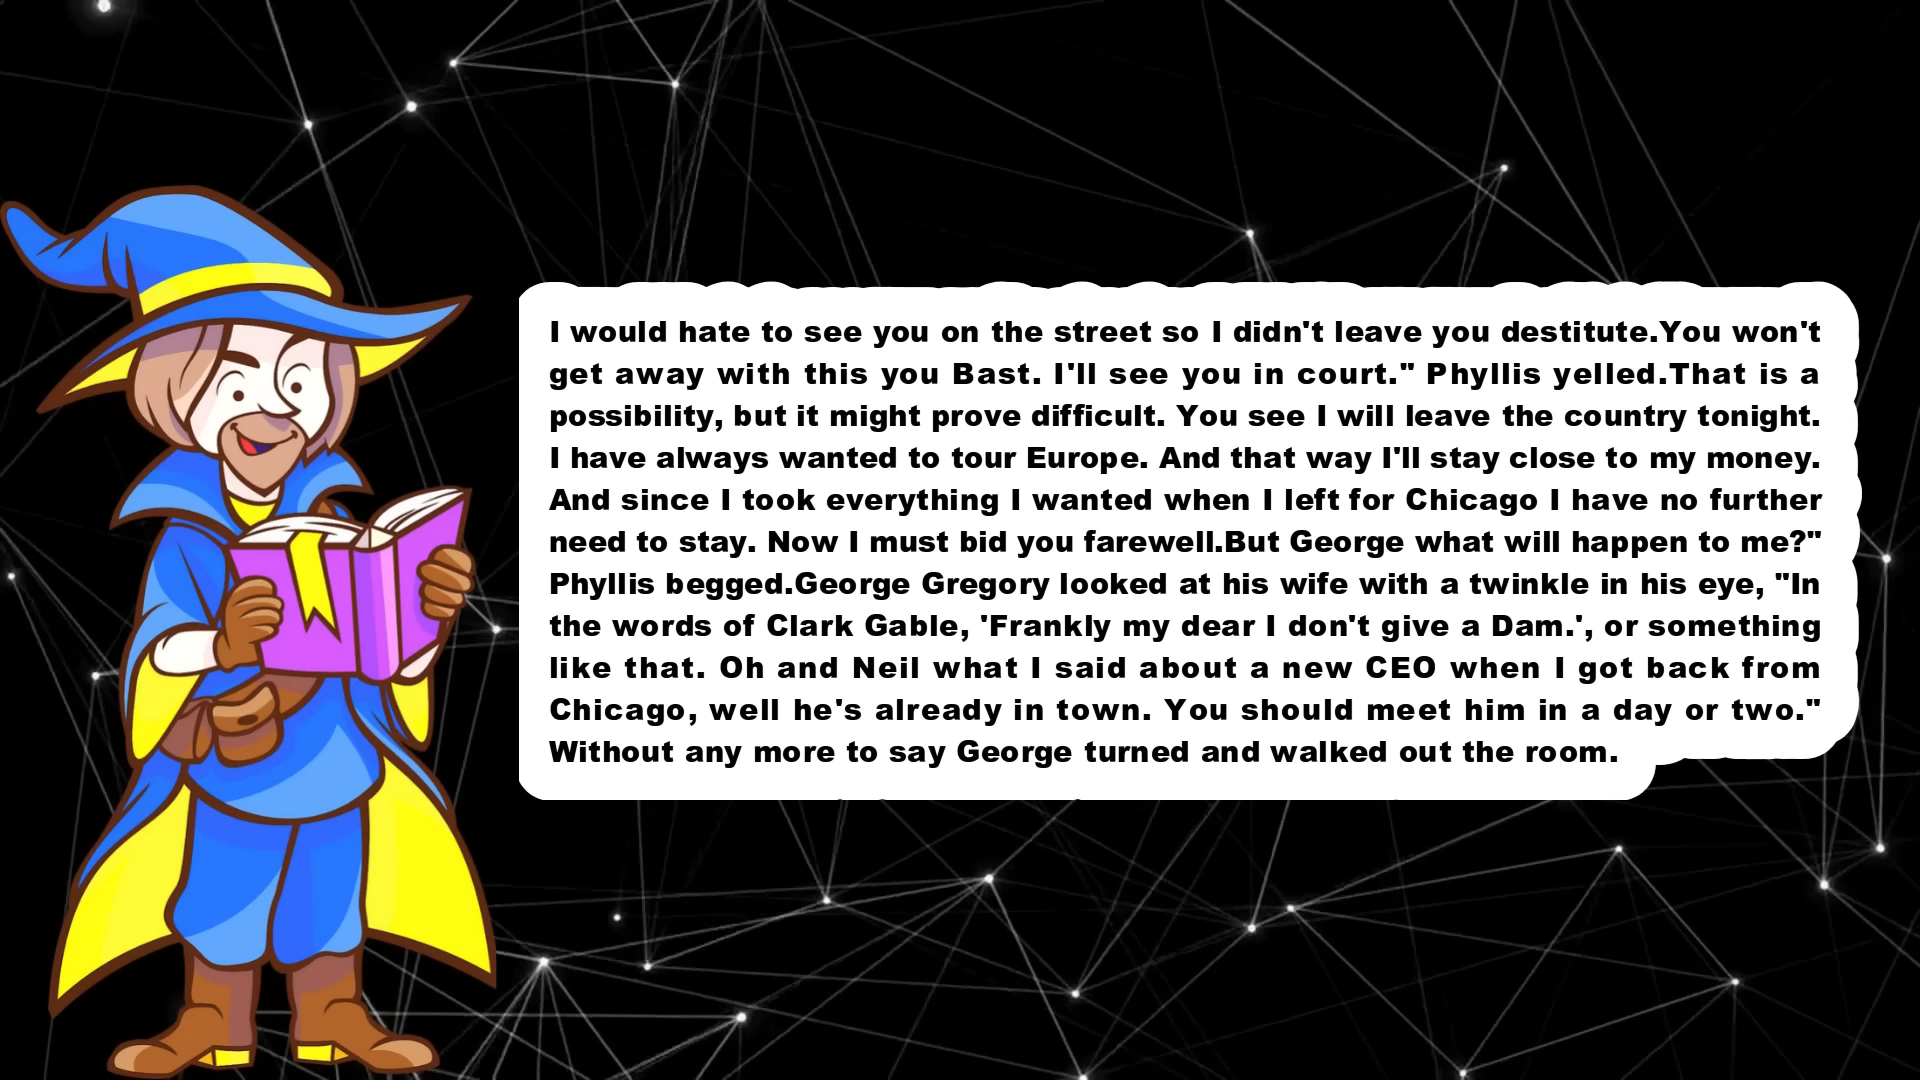 I would hate to see you on the street so I didn't leave you destitute.You won't
get away with this you Bast. I'll see you in court." Phyllis yelled.That is a
possibility, but it might prove difficult. You see I will leave the country tonight.
I have always wanted to tour Europe. And that way I'll stay close to my money.
And since I took everything I wanted when I left for Chicago I have no further
need to stay. Now I must bid you farewell.But George what will happen to me?"
Phyllis begged.George Gregory looked at his wife with a twinkle in his eye, "In
the words of Clark Gable, 'Frankly my dear I don't give a Dam.', or something
like that. Oh and Neil what I said about a new CEO when I got back from
Chicago, well he's already in town. You should meet him in a day or two."
Without any more to say George turned and walked out the room.